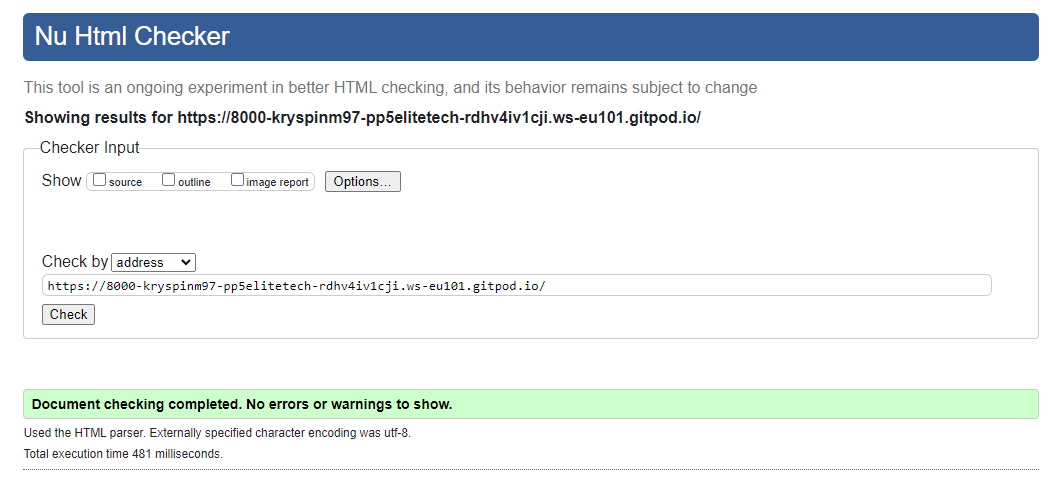 Nu Html Checker
This tool is an ongoing experiment in better HTML checking, and its behavior remains subject to change
Showing results for https://8000-kryspinm97-pp5elitetech-rdhv4iv1cji.ws-eu101.gitpod.io/
Checker Input
Show source outline image report Options...
Check by address
https://8000-kryspinm97-pp5elitetech-rdhv4iv1cji.ws-eu101.gitpod.io/
Check
Document checking completed. No errors or warnings to show.
Used the HTML parser. Externally specified character encoding was utf-8.
Total execution time 481 milliseconds.